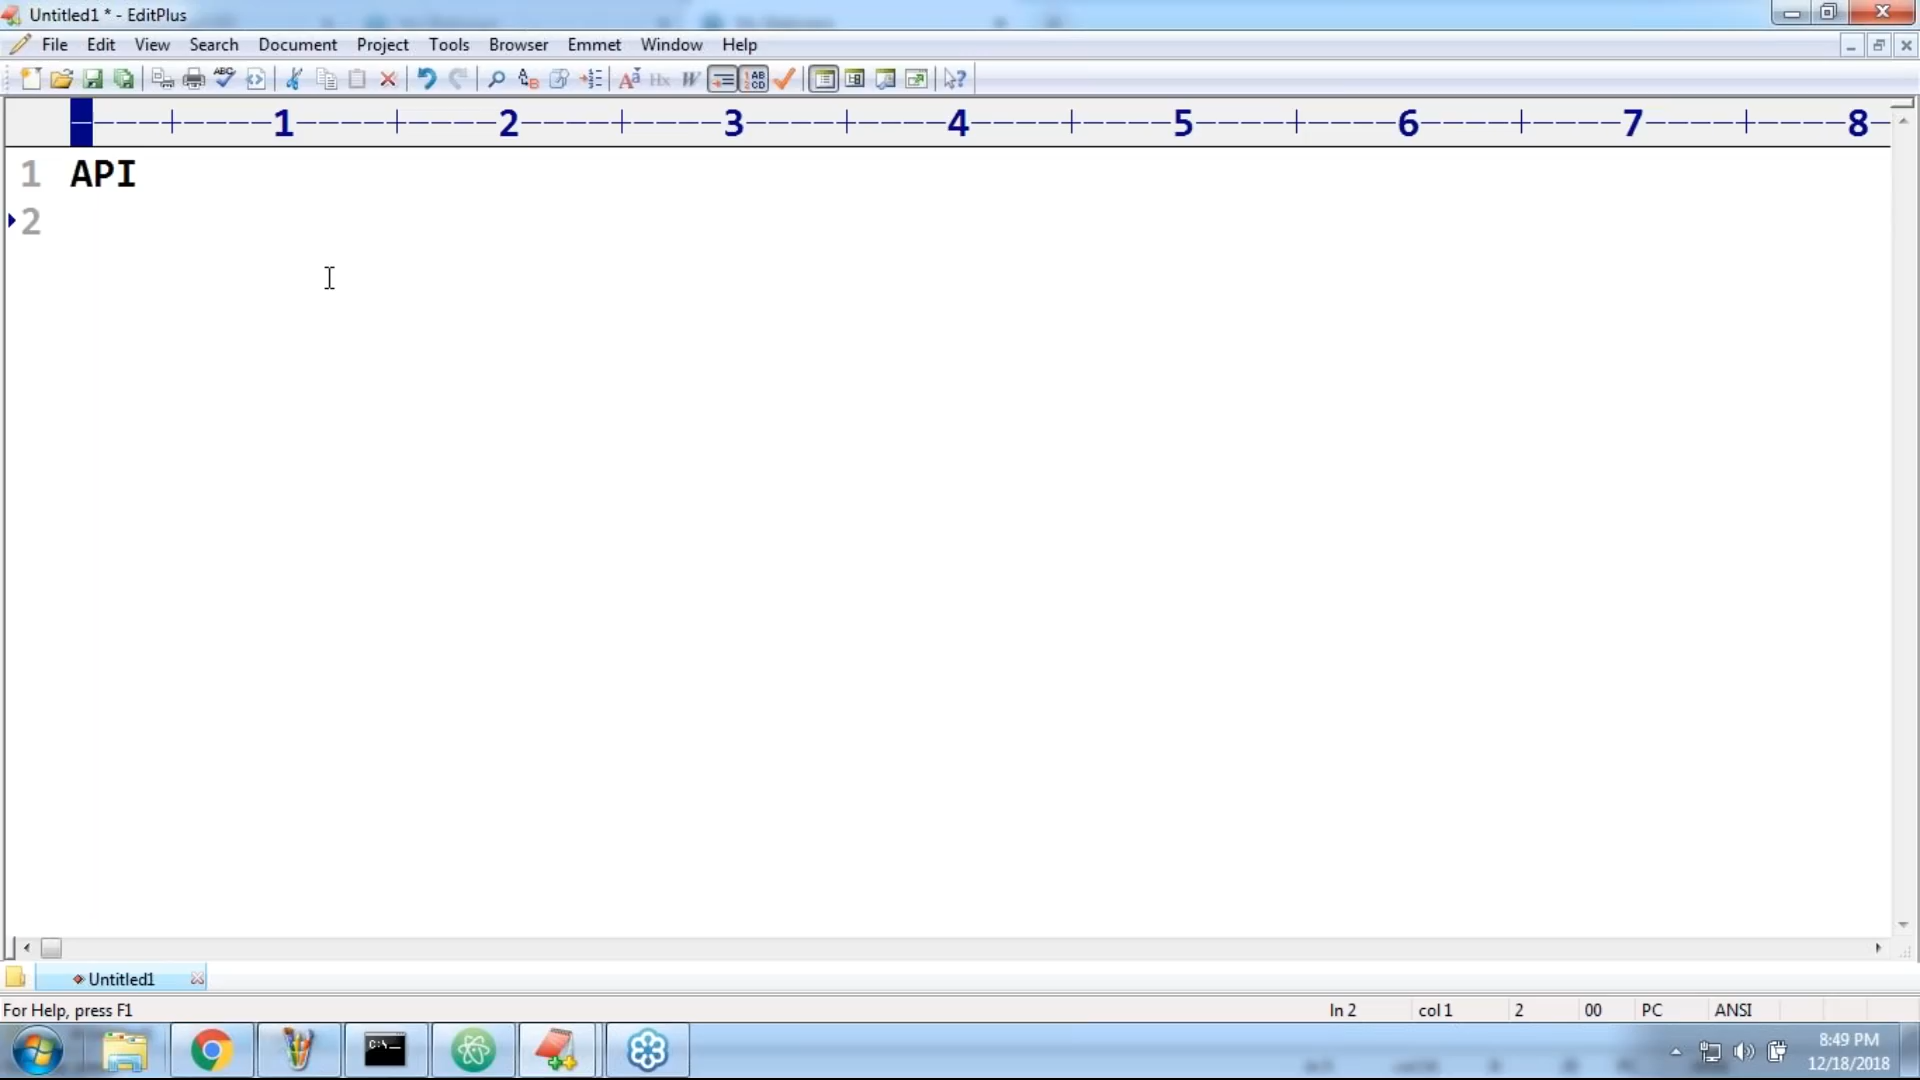 Untitled1 * - EditPlus
File Edit View Search Document Project Tools Browser Emmet Window Help
1 2 3 4 5 6 7 8
1 API
2
Untitled1
For Help, press F1 ln 2 col 1 2 00 PC ANSI
8:49 PM
12/18/2018